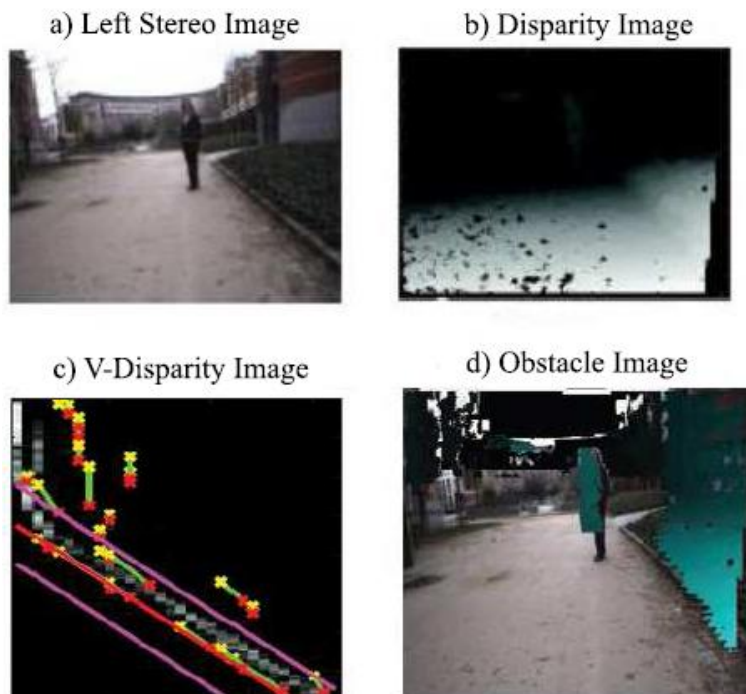 a) Left Stereo Image
b) Disparity Image
c) V-Disparity Image
d) Obstacle Image